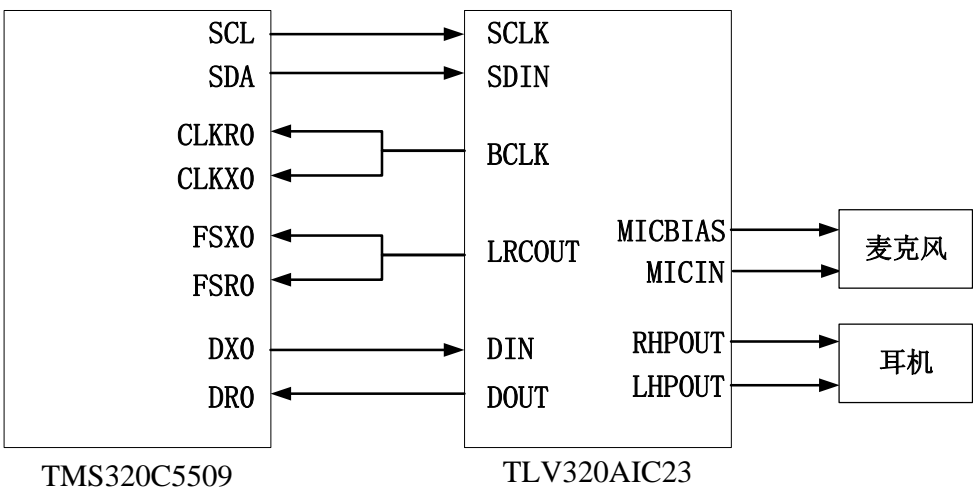 SCL
SDA
CLKR0
CLKX0
FSX0
FSR0
DX0
DR0
TMS320C5509
SCLK
SDIN
BCLK
LRCOUT
DIN
DOUT
MICBIAS
MICIN
RHPOUT
LHPOUT
TLV320AIC23
麦克风
耳机